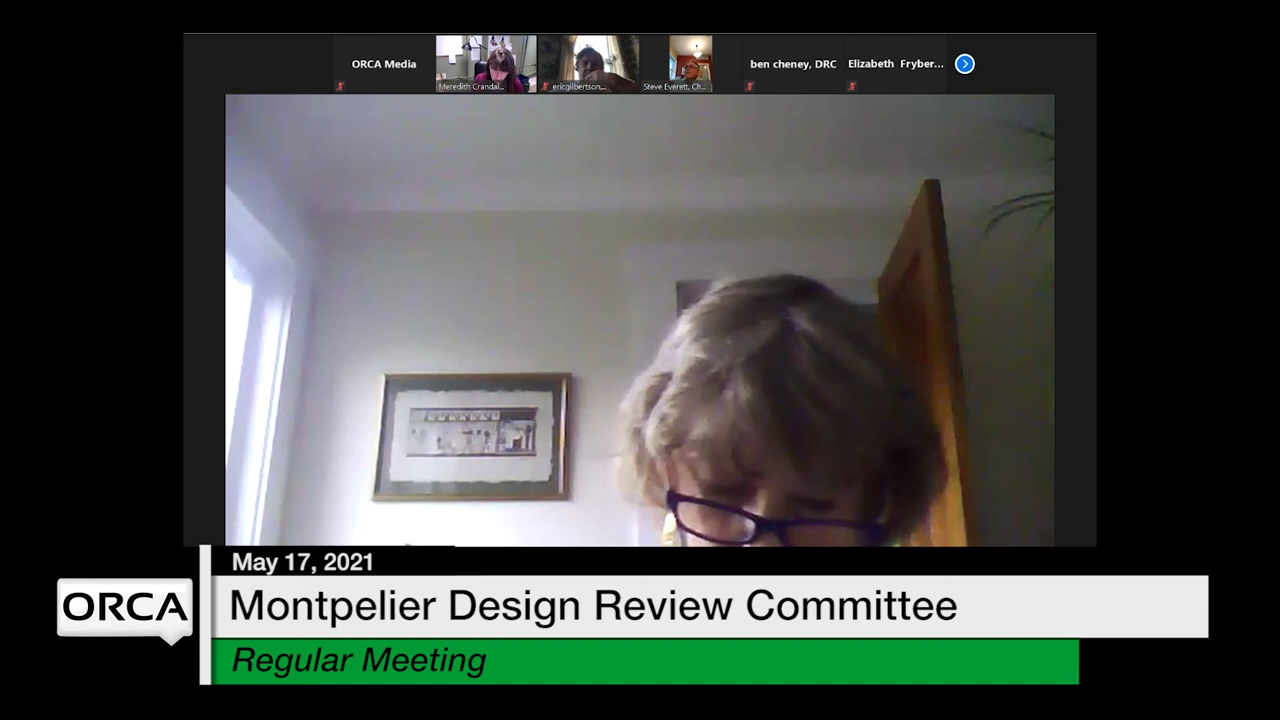 ORCA Media
Meredith Crandal...
_ericgilbertson,...
Steve Everett, Ch...
ben cheney, DRC
Elizabeth Fryber...
May 17, 2021
ORCA
Montpelier Design Review Committee
Regular Meeting